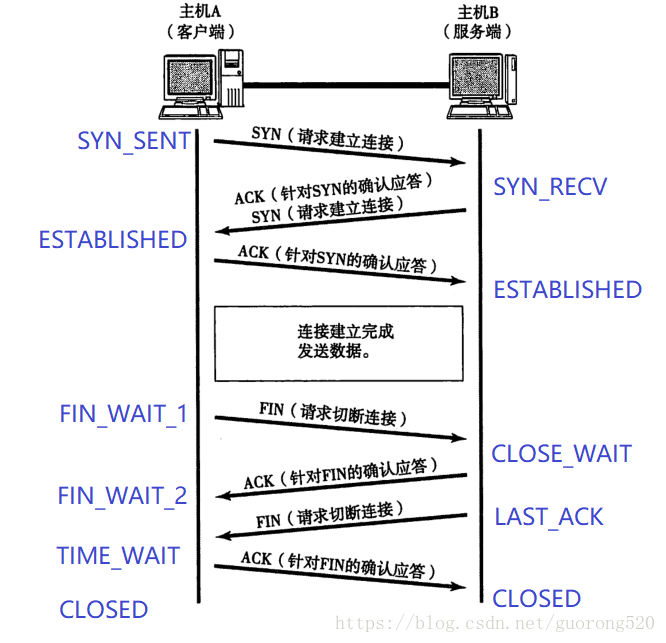 主机A
（客户端）
主机B
（服务端）
SYN_SENT
SYN（请求建立连接）
SYN_RECV
ACK（针对SYN的确认应答）
SYN（请求建立连接）
ESTABLISHED
ACK（针对SYN的确认应答）
ESTABLISHED
连接建立完成
发送数据。
FIN_WAIT_1
FIN（请求切断连接）
CLOSE_WAIT
ACK（针对FIN的确认应答）
FIN_WAIT_2
FIN（请求切断连接）
LAST_ACK
TIME_WAIT
ACK（针对FIN的确认应答）
CLOSED
CLOSED
https://blog.csdn.net/guorong520